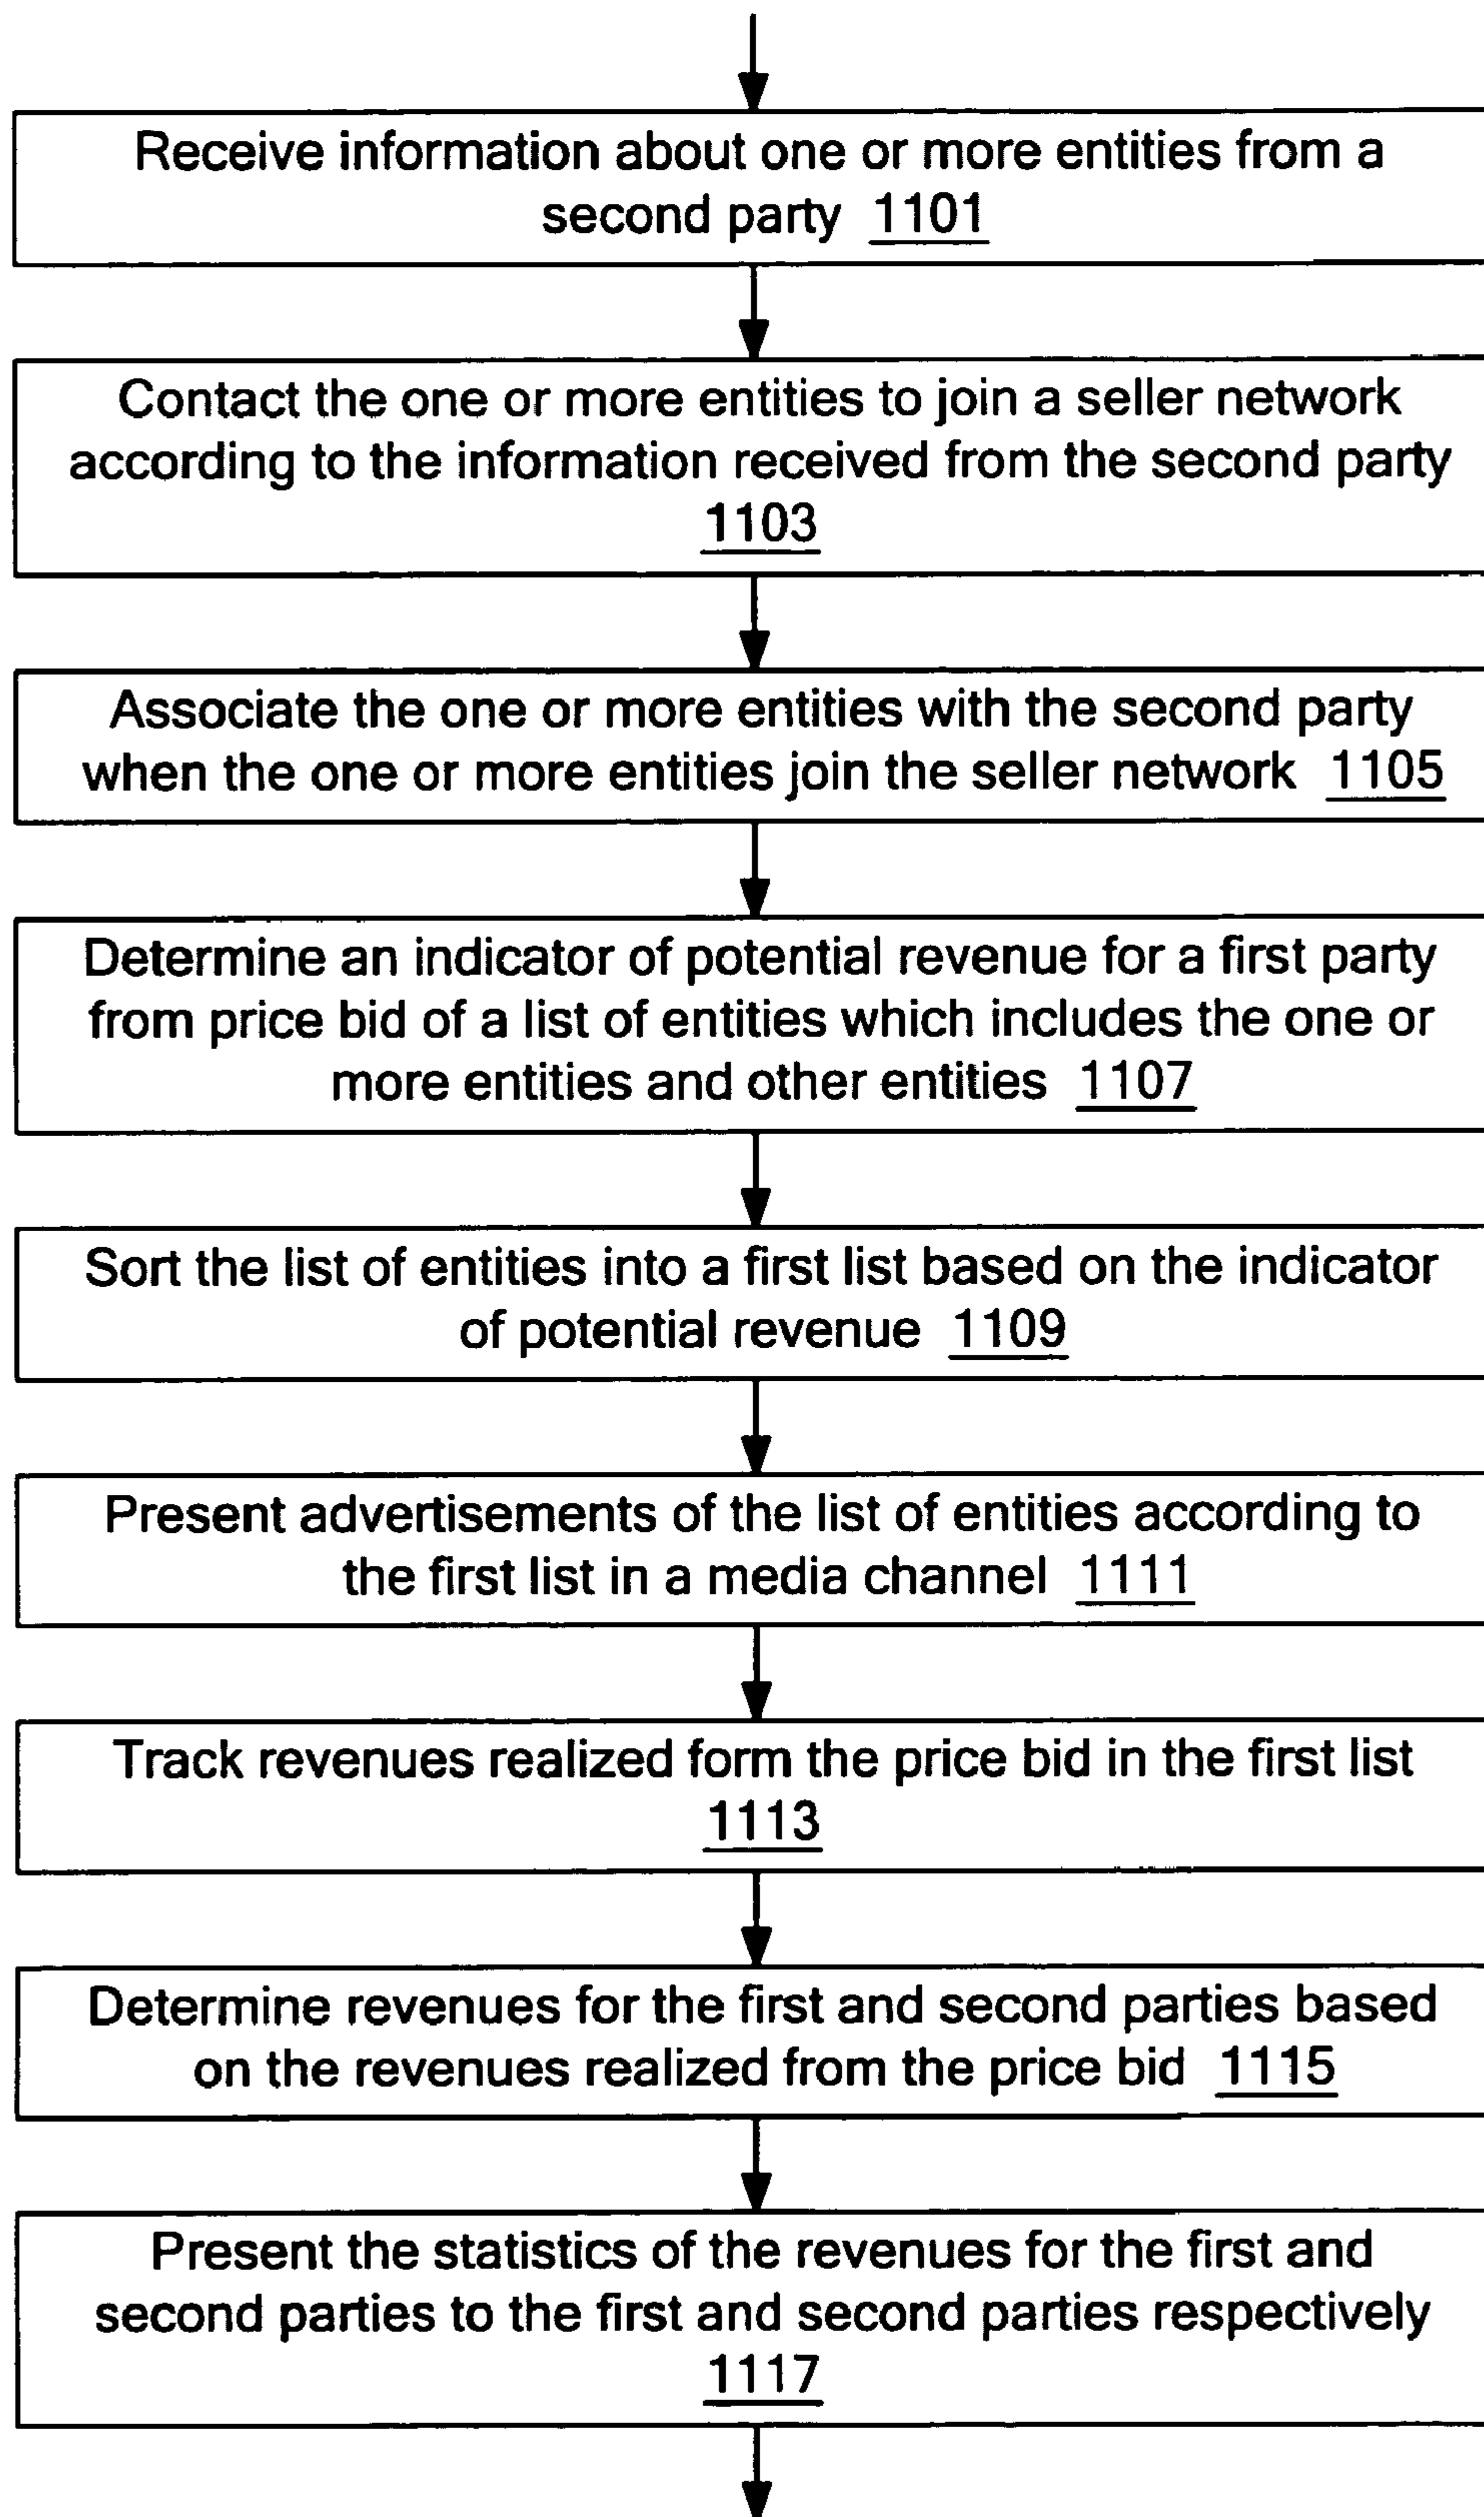 Receive information about one or more entities from a
second party 1101
Contact the one or more entities to join a seller network
according to the information received from the second party
1103
Associate the one or more entities with the second party
when the one or more entities join the seller network 1105
Determine an indicator of potential revenue for a first party
from price bid of a list of entities which includes the one or
more entities and other entities 1107
Sort the list of entities into a first list based on the indicator
of potential revenue 1109
Present advertisements of the list of entities according to
the first list in a media channel 1111
Track revenues realized form the price bid in the first list
1113
Determine revenues for the first and second parties based
on the revenues realized from the price bid 1115
Present the statistics of the revenues for the first and
second parties to the first and second parties respectively
1117